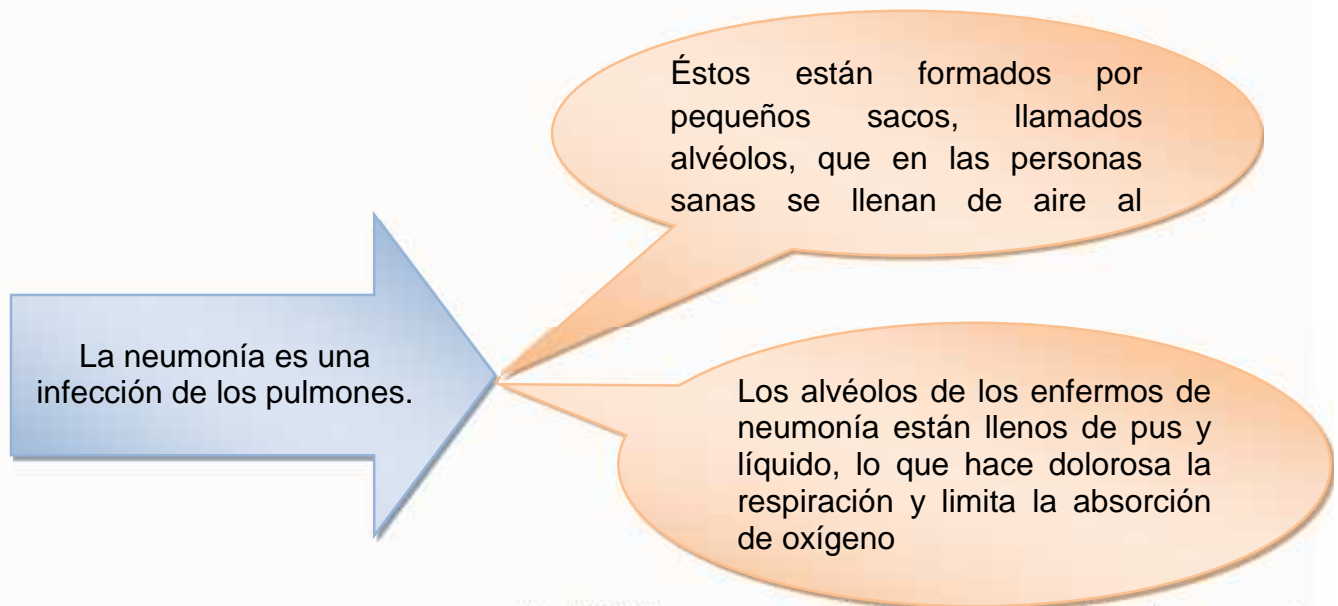 Éstos están formados por
pequeños sacos, llamados
alvéolos, que en las personas
sanas se llenan de aire al
La neumonía es una
infección de los pulmones.
Los alvéolos de los enfermos de
neumonía están llenos de pus y
líquido, lo que hace dolorosa la
respiración y limita la absorción
de oxígeno